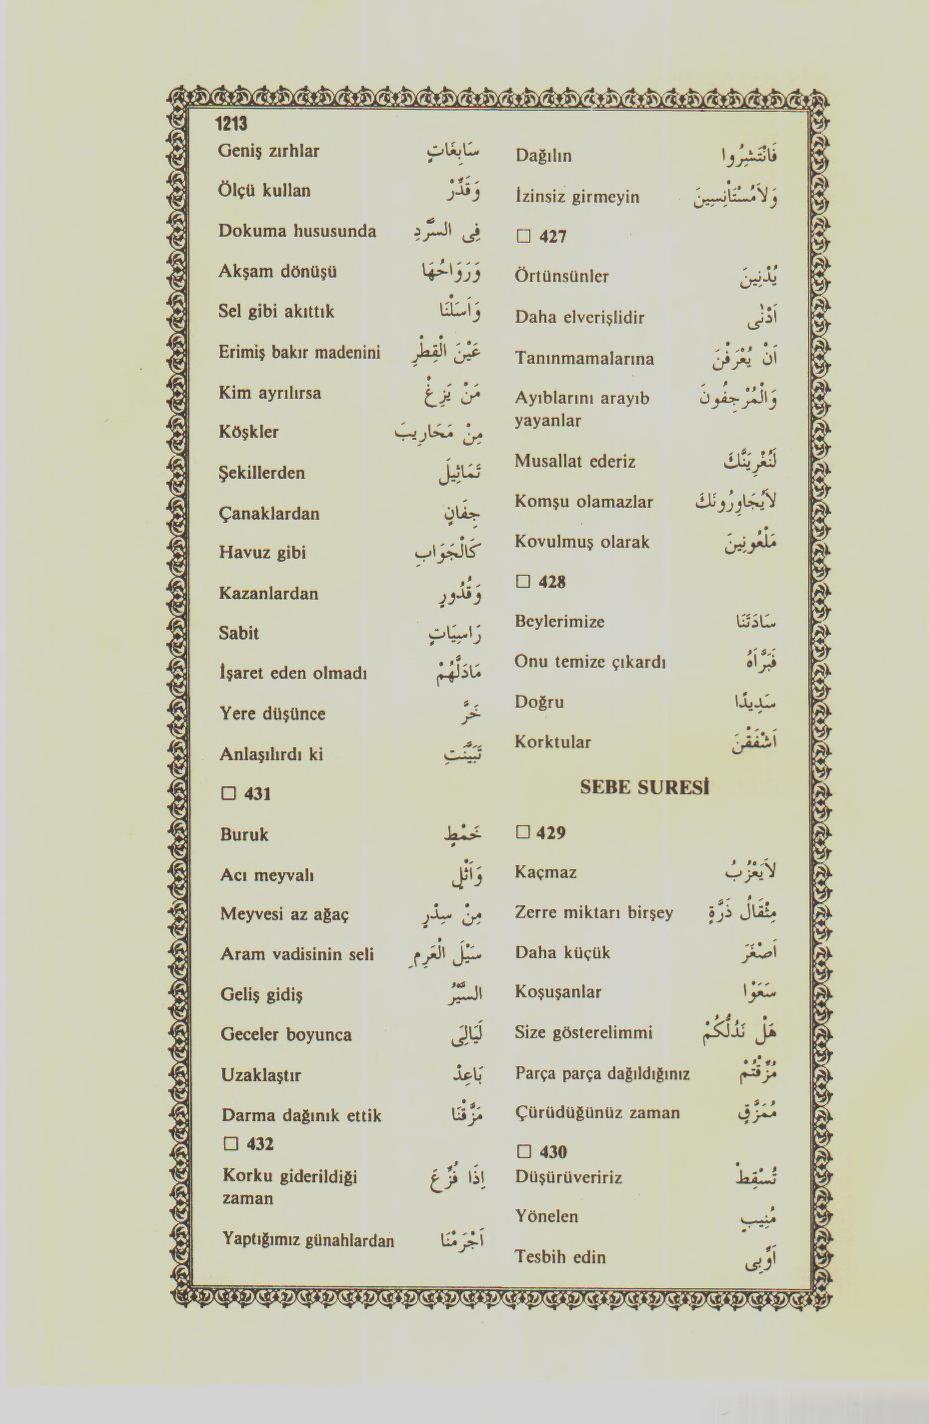 1213
Dağılın فَانْتَشِرُوا
İzinsiz girmeyin وَلَامُسْتَأْنِسِينَ
□ 427
Örtünsünler يُدْنِينَ
Daha elverişlidir اَدْنٰى
Tanınmamalarına اَنْ يُعْرَفْنَ
Ayıblarını arayıb وَالْمُرْجِفُونَ
yayanlar
Musallat ederiz لَنُغْرِيَنَّكَ
Komşu olamazlar لَايُجَاوِرُونَكَ
Kovulmuş olarak مَلْعُونِينَ
□ 428
Beylerimize سَادَتَنَا
Onu temize çıkardı فَبَرَّاَهُ
Doğru سَدِيدًا
Korktular اَشْفَقْنَ
SEBE SURESİ
□ 429
Kaçmaz لَايَعْزُبُ
Zerre miktarı birşey مِثْقَالُ ذَرَّةٍ
Daha küçük اَصْغَرُ
Koşuşanlar سَعَوْا
Size gösterelimmi هَلْ نَدُلُّكُمْ
Parça parça dağıldığınız مُزِّقْتُمْ
Çürüdüğünüz zaman مُمَزَّقٍ
□ 430
Düşürüveririz نُسْقِطْ
Yönelen مُنِيبٍ
Tesbih edin اَوِّبِى
Geniş zırhlar سَابِغَاتٍ
Ölçü kullan وَقَدِّرْ
Dokuma hususunda فِى السَّرْدِ
Akşam dönüşü وَرَوَاحُهَا
Sel gibi akıttık وَاَسَلْنَا
Erimiş bakır madenini عَيْنَ الْقِطْرِ
Kim ayrılırsa مَنْ يَزِغْ
Köşkler مِنْ مَحَارِيبَ
Şekillerden تَمَاثِيلَ
Çanaklardan جِفَانٍ
Havuz gibi كَالْجَوَابِ
Kazanlardan وَقُدُورٍ
Sabit رَاسِيَاتٍ
İşaret eden olmadı مَادَلَّهُمْ
Yere düşünce خَرَّ
Anlaşılırdı ki تَبَيَّنَتِ
□ 431
Buruk خَمْطٍ
Acı meyvalı وَاَثْلٍ
Meyvesi az ağaç مِنْ سِدْرٍ
Aram vadisinin seli سَيْلَ الْعَرِمِ
Geliş gidiş السَّيْرَ
Geceler boyunca لَيَالِىَ
Uzaklaştır بَاعِدْ
Darma dağınık ettik مَزَّقْنَا
□ 432
Korku giderildiği اِذَا فُزِّعَ
zaman
Yaptığımız günahlardan اَجْرَمْنَا